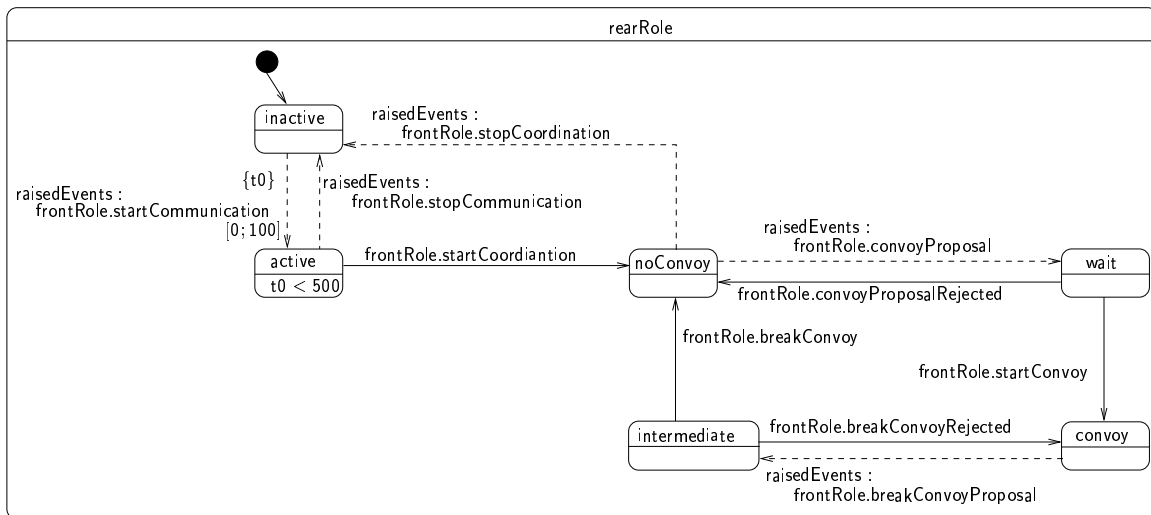 rearRole
inactive
raisedEvents :
frontRole.stopCoordination
{t0}
raisedEvents :
frontRole.startCommunication
[0; 100]
raisedEvents :
frontRole.stopCommunication
active
t0 < 500
frontRole.startCoordiantion
noConvoy
raisedEvents :
frontRole.convoyProposal
wait
frontRole.convoyProposalRejected
frontRole.breakConvoy
frontRole.startConvoy
intermediate
frontRole.breakConvoyRejected
convoy
raisedEvents :
frontRole.breakConvoyProposal